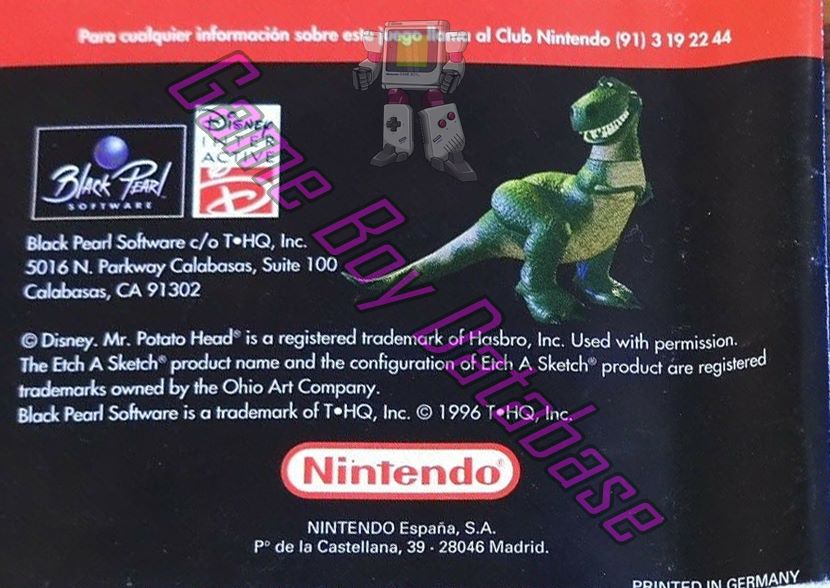 Para cualquier información sobre este juego llama al Club Nintendo (91) 3 19 22 44
DISNEY
INTER
ACTIVE
BLACK PEARL
SOFTWARE
Black Pearl Software c/o T•HQ, Inc.
5016 N. Parkway Calabasas, Suite 100
Calabasas, CA 91302
© Disney. Mr. Potato Head® is a registered trademark of Hasbro, Inc. Used with permission.
The Etch A Sketch® product name and the configuration of Etch A Sketch® product are registered
trademarks owned by the Ohio Art Company.
Black Pearl Software is a trademark of T•HQ, Inc. © 1996 T•HQ, Inc.
Nintendo®
NINTENDO España, S.A.
Pº de la Castellana, 39 - 28046 Madrid.
PRINTED IN GERMANY
Game Boy Database